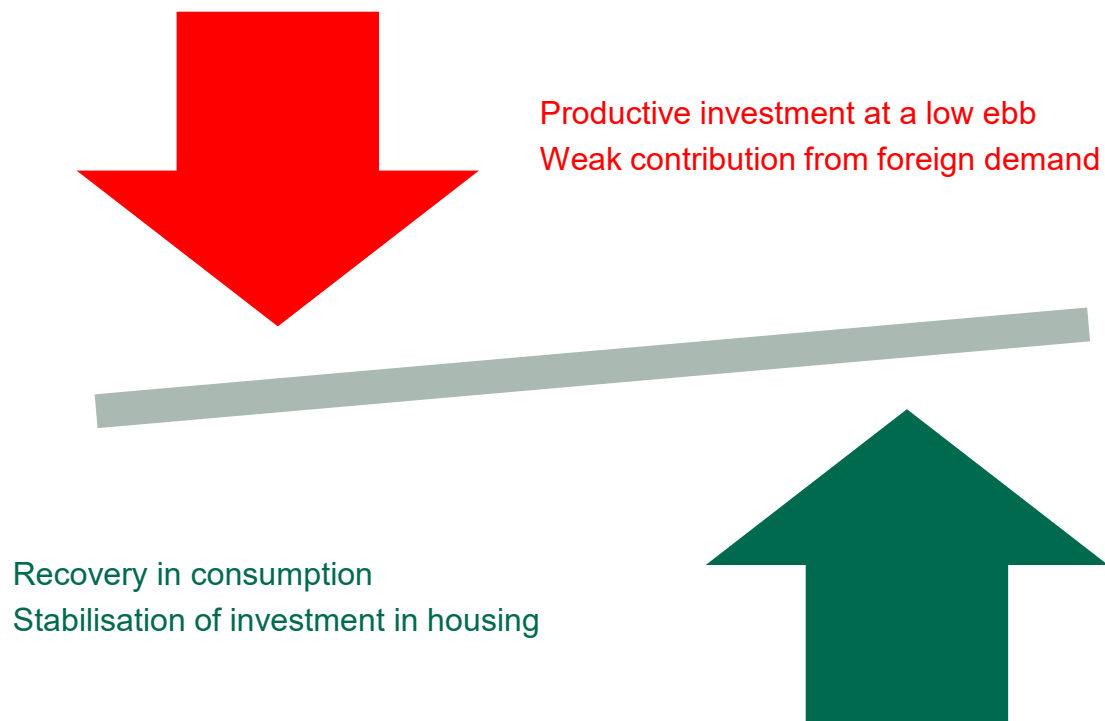 Productive investment at a low ebb
Weak contribution from foreign demand
Recovery in consumption
Stabilisation of investment in housing